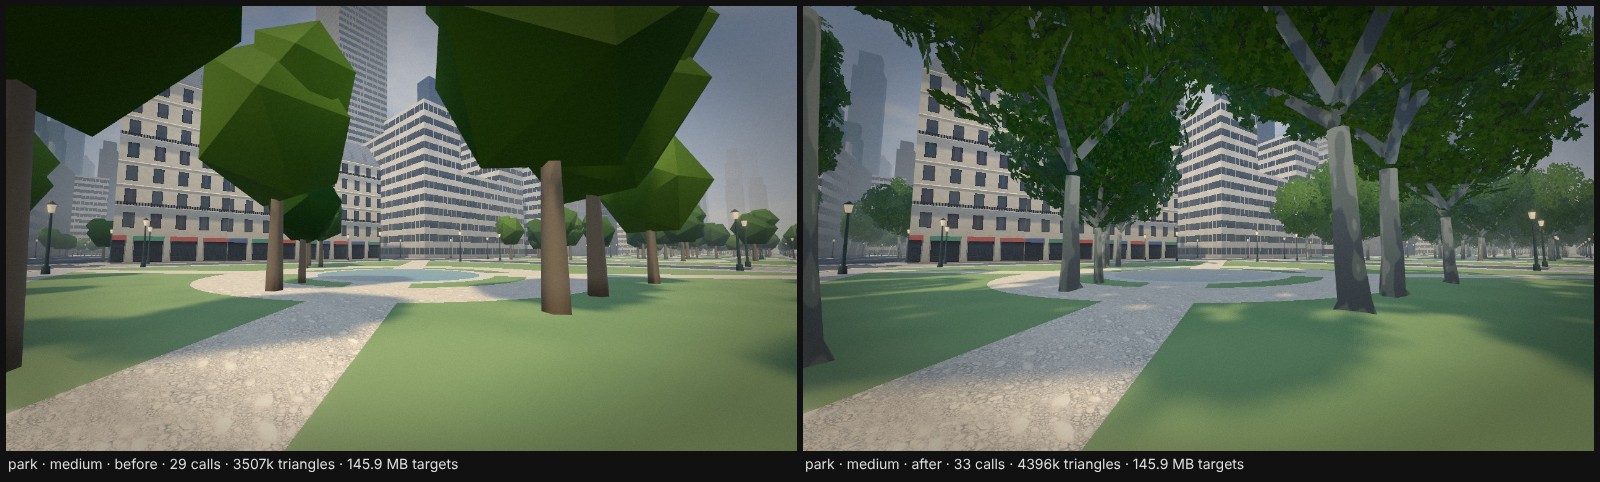 park · medium · before · 29 calls · 3507k triangles · 145.9 MB targets
park · medium · after · 33 calls · 4396k triangles · 145.9 MB targets